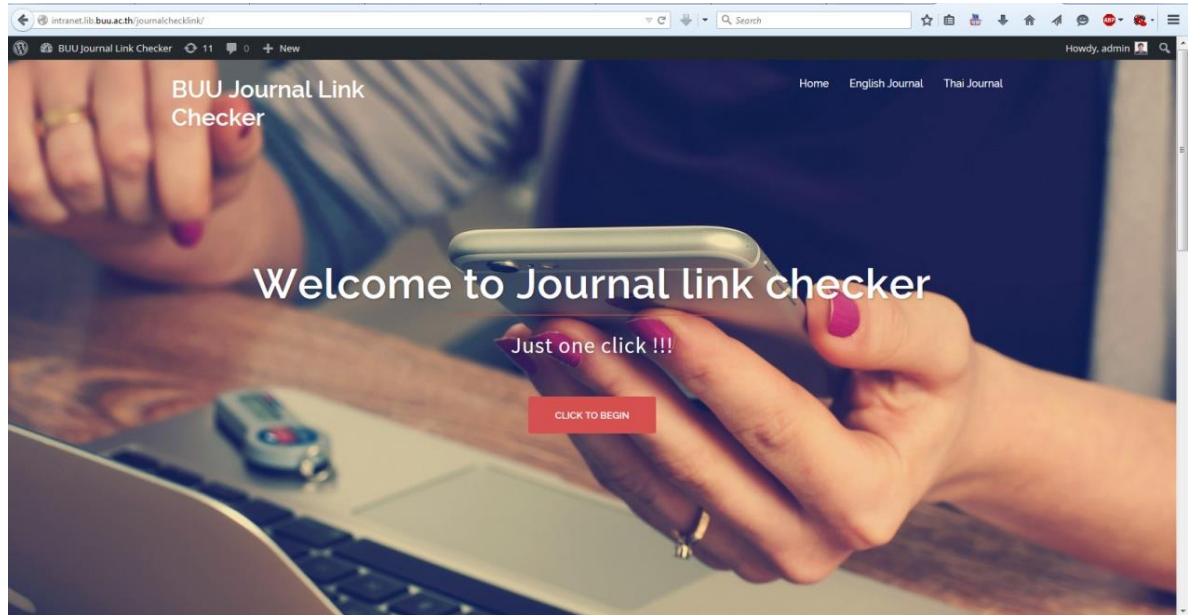 intranet.lib.buu.ac.th/journalchecklink/
Search
ABP
BUU Journal Link Checker 11 0 + New
Howdy, admin
BUU Journal Link
Checker
Home English Journal Thai Journal
Welcome to Journal link checker
Just one click !!!
CLICK TO BEGIN